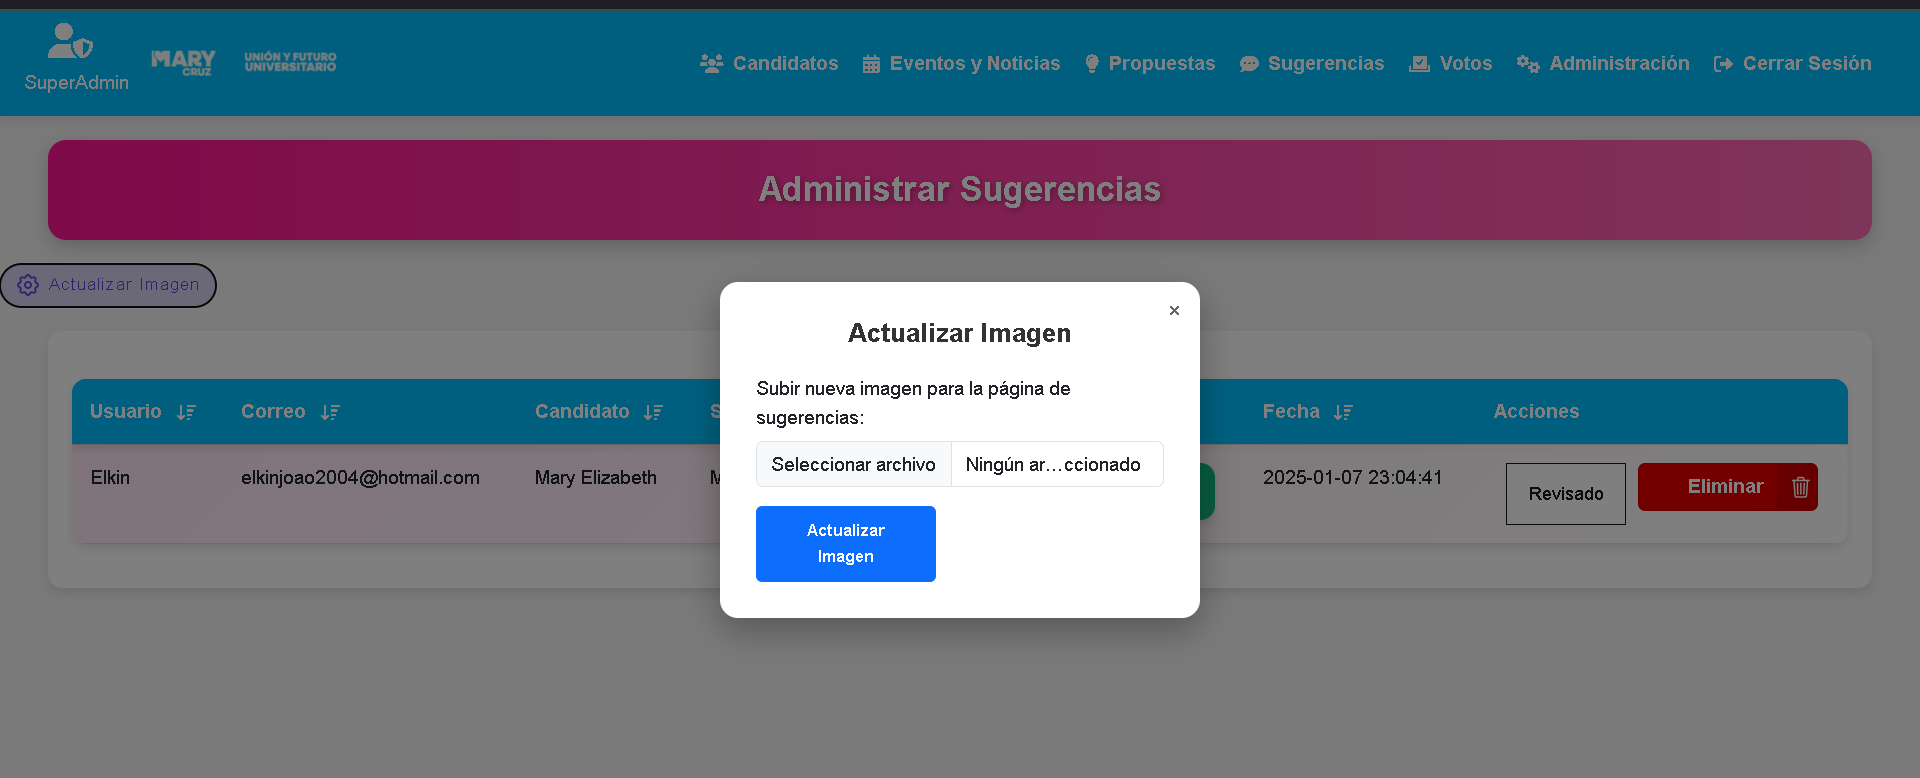 SuperAdmin
MARY
CRUZ
UNIÓN Y FUTURO
UNIVERSITARIO
Candidatos
Eventos y Noticias
Propuestas
Sugerencias
Votos
Administración
Cerrar Sesión
Administrar Sugerencias
Actualizar Imagen
×
Actualizar Imagen
Subir nueva imagen para la página de
sugerencias:
Seleccionar archivo Ningún ar…ccionado
Actualizar
Imagen
Usuario Correo Candidato S Fecha Acciones
Elkin elkinjoao2004@hotmail.com Mary Elizabeth M 2025-01-07 23:04:41 Revisado Eliminar